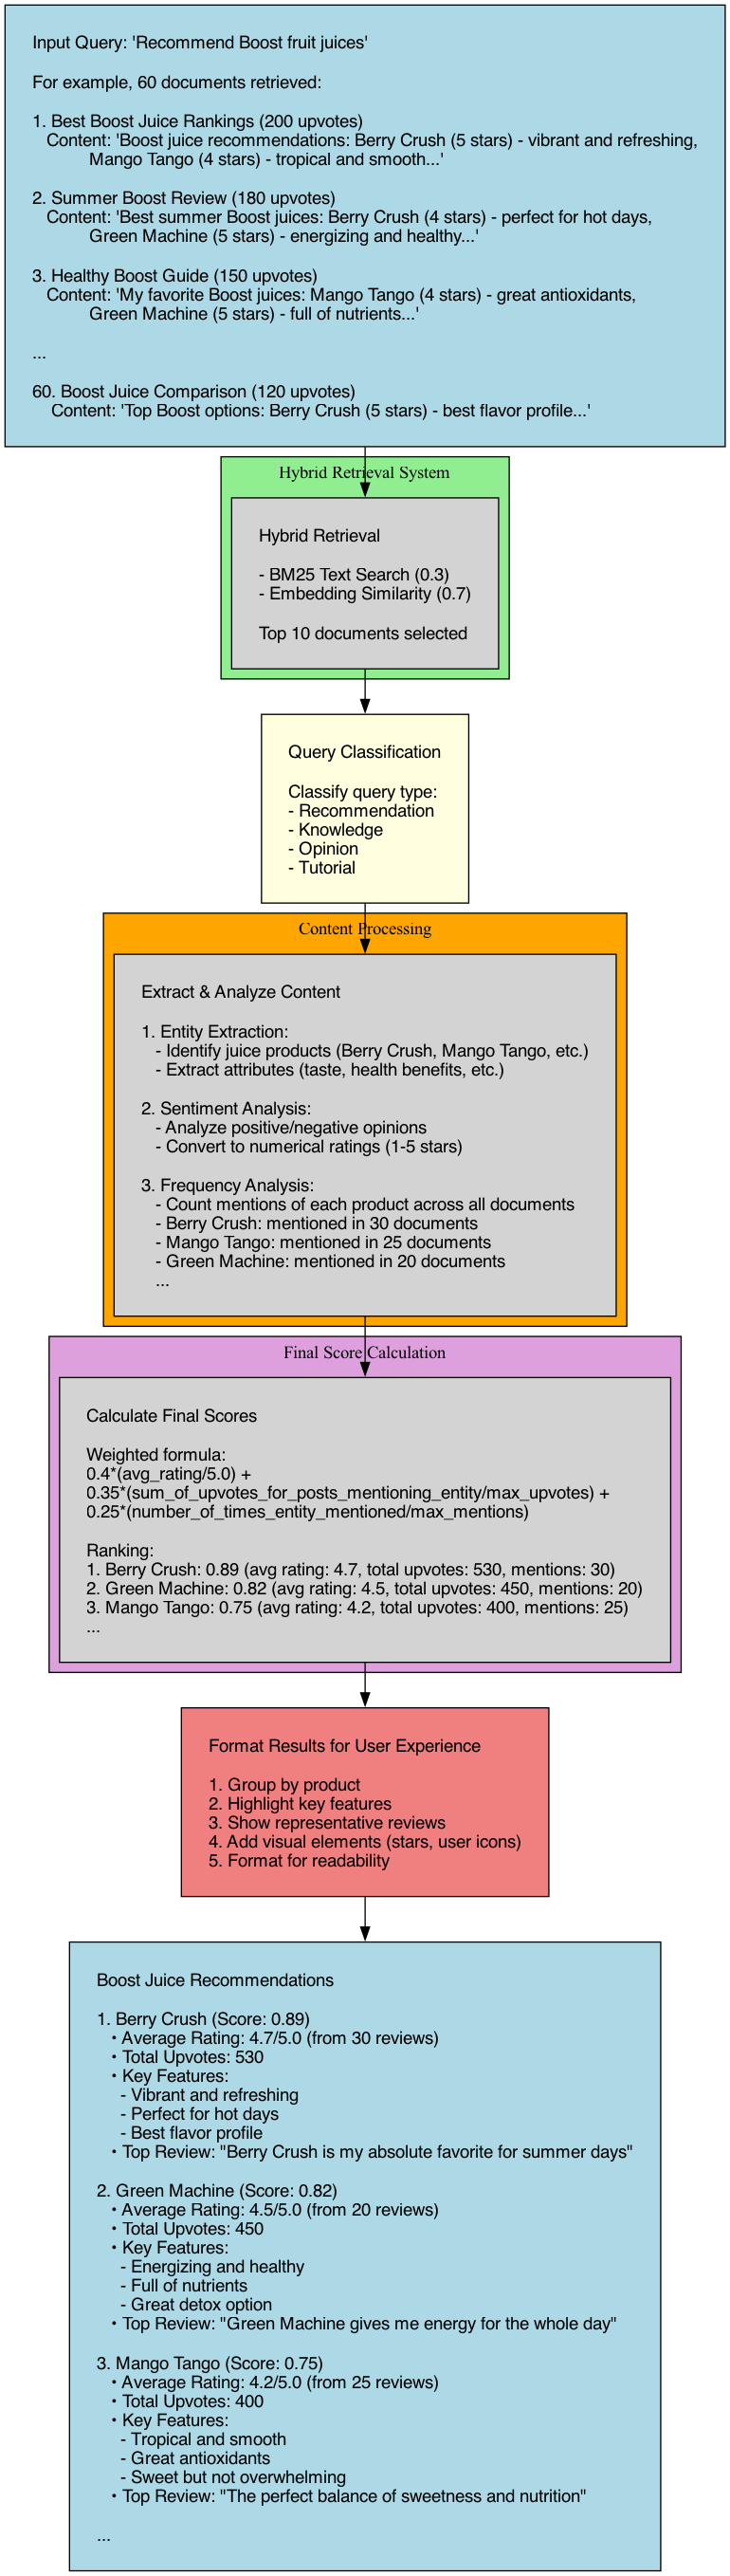 Input Query: 'Recommend Boost fruit juices'
For example, 60 documents retrieved:
1. Best Boost Juice Rankings (200 upvotes)
Content: 'Boost juice recommendations: Berry Crush (5 stars) - vibrant and refreshing,
Mango Tango (4 stars) - tropical and smooth...'
2. Summer Boost Review (180 upvotes)
Content: 'Best summer Boost juices: Berry Crush (4 stars) - perfect for hot days,
Green Machine (5 stars) - energizing and healthy...'
3. Healthy Boost Guide (150 upvotes)
Content: 'My favorite Boost juices: Mango Tango (4 stars) - great antioxidants,
Green Machine (5 stars) - full of nutrients...'
...
60. Boost Juice Comparison (120 upvotes)
Content: 'Top Boost options: Berry Crush (5 stars) - best flavor profile...'
Hybrid Retrieval System
Hybrid Retrieval
- BM25 Text Search (0.3)
- Embedding Similarity (0.7)
Top 10 documents selected
Query Classification
Classify query type:
- Recommendation
- Knowledge
- Opinion
- Tutorial
Content Processing
Extract & Analyze Content
1. Entity Extraction:
- Identify juice products (Berry Crush, Mango Tango, etc.)
- Extract attributes (taste, health benefits, etc.)
2. Sentiment Analysis:
- Analyze positive/negative opinions
- Convert to numerical ratings (1-5 stars)
3. Frequency Analysis:
- Count mentions of each product across all documents
- Berry Crush: mentioned in 30 documents
- Mango Tango: mentioned in 25 documents
- Green Machine: mentioned in 20 documents
...
Final Score Calculation
Calculate Final Scores
Weighted formula:
0.4*(avg_rating/5.0) +
0.35*(sum_of_upvotes_for_posts_mentioning_entity/max_upvotes) +
0.25*(number_of_times_entity_mentioned/max_mentions)
Ranking:
1. Berry Crush: 0.89 (avg rating: 4.7, total upvotes: 530, mentions: 30)
2. Green Machine: 0.82 (avg rating: 4.5, total upvotes: 450, mentions: 20)
3. Mango Tango: 0.75 (avg rating: 4.2, total upvotes: 400, mentions: 25)
...
Format Results for User Experience
1. Group by product
2. Highlight key features
3. Show representative reviews
4. Add visual elements (stars, user icons)
5. Format for readability
Boost Juice Recommendations
1. Berry Crush (Score: 0.89)
• Average Rating: 4.7/5.0 (from 30 reviews)
• Total Upvotes: 530
• Key Features:
- Vibrant and refreshing
- Perfect for hot days
- Best flavor profile
• Top Review: "Berry Crush is my absolute favorite for summer days"
2. Green Machine (Score: 0.82)
• Average Rating: 4.5/5.0 (from 20 reviews)
• Total Upvotes: 450
• Key Features:
- Energizing and healthy
- Full of nutrients
- Great detox option
• Top Review: "Green Machine gives me energy for the whole day"
3. Mango Tango (Score: 0.75)
• Average Rating: 4.2/5.0 (from 25 reviews)
• Total Upvotes: 400
• Key Features:
- Tropical and smooth
- Great antioxidants
- Sweet but not overwhelming
• Top Review: "The perfect balance of sweetness and nutrition"
...